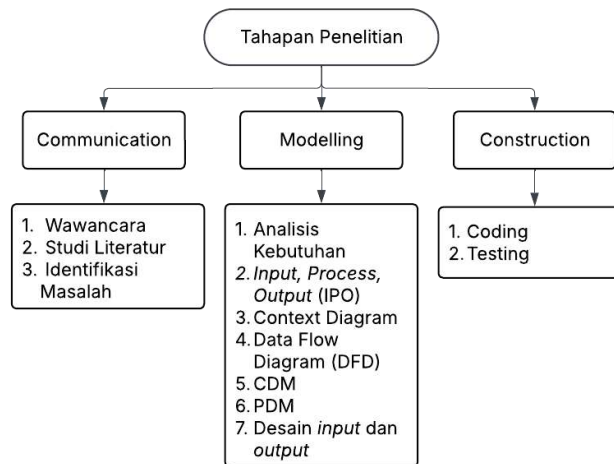 Tahapan Penelitian
Communication
Modelling
Construction
1. Wawancara
2. Studi Literatur
3. Identifikasi
Masalah
1. Analisis
Kebutuhan
2. Input, Process,
Output (IPO)
3. Context Diagram
4. Data Flow
Diagram (DFD)
5. CDM
6. PDM
7. Desain input dan
output
1. Coding
2. Testing